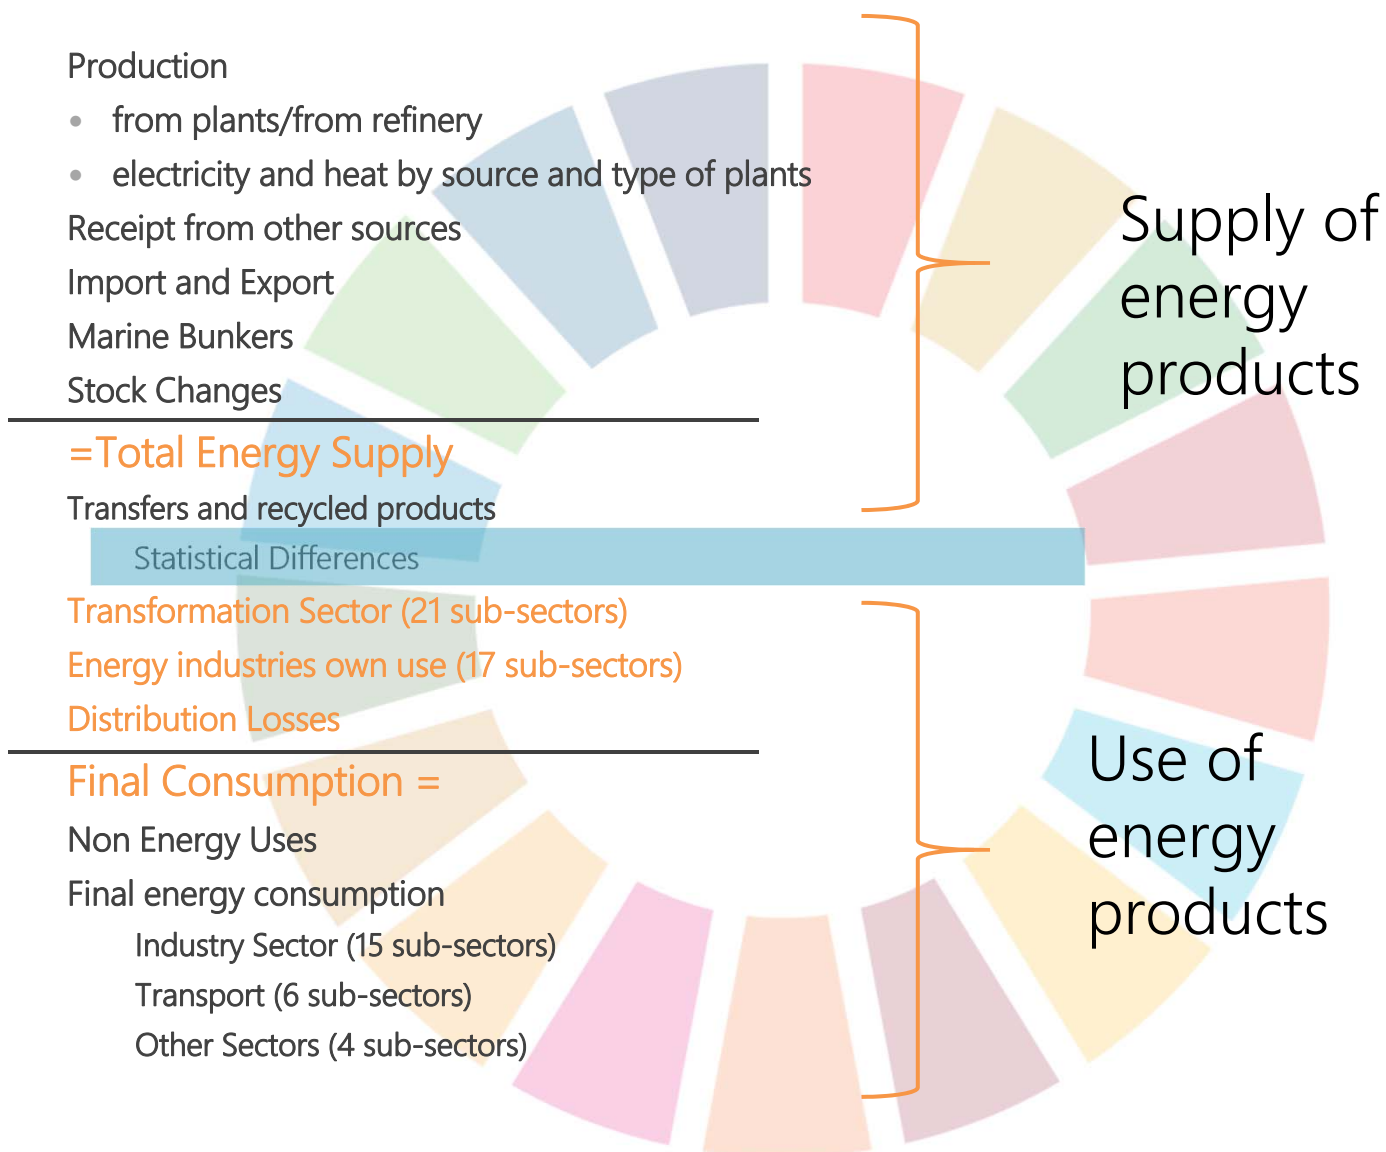 Production
• from plants/from refinery
• electricity and heat by source and type of plants
Receipt from other sources
Import and Export
Marine Bunkers
Stock Changes
=Total Energy Supply
Transfers and recycled products
Statistical Differences
Transformation Sector (21 sub-sectors)
Energy industries own use (17 sub-sectors)
Distribution Losses
Final Consumption =
Non Energy Uses
Final energy consumption
Industry Sector (15 sub-sectors)
Transport (6 sub-sectors)
Other Sectors (4 sub-sectors)
Supply of
energy
products
Use of
energy
products